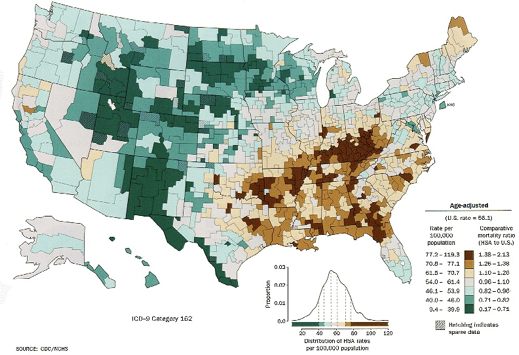 NYC
Age-adjusted
(U.S. rate = 56.1)
Rate per
100,000
population
Comparative
mortality ratio
(HSA to U.S.)
77.2 – 119.3 1.38 – 2.13
70.8 – 77.1 1.26 – 1.38
61.5 – 70.7 1.10 – 1.26
54.0 – 61.4 0.96 – 1.10
46.1 – 53.9 0.82 – 0.96
40.0 – 46.0 0.71 – 0.82
9.4 – 39.9 0.17 – 0.71
Hatching indicates
sparse data
0.03
0.02
0.01
0.0
Proportion
0 20 40 60 80 100 120
Distribution of HSA rates
per 100,000 population
ICD-9 Category 162
SOURCE: CDC/NCHS